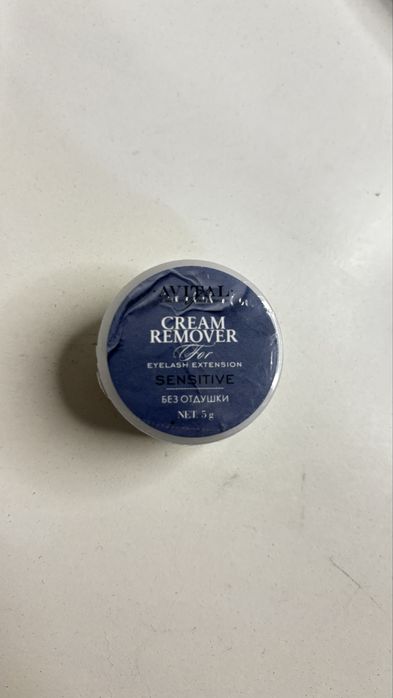 AVITAL
CREAM
REMOVER
For
EYELASH EXTENSION
SENSITIVE
БЕЗ ОТДУШКИ
NET. 5 g